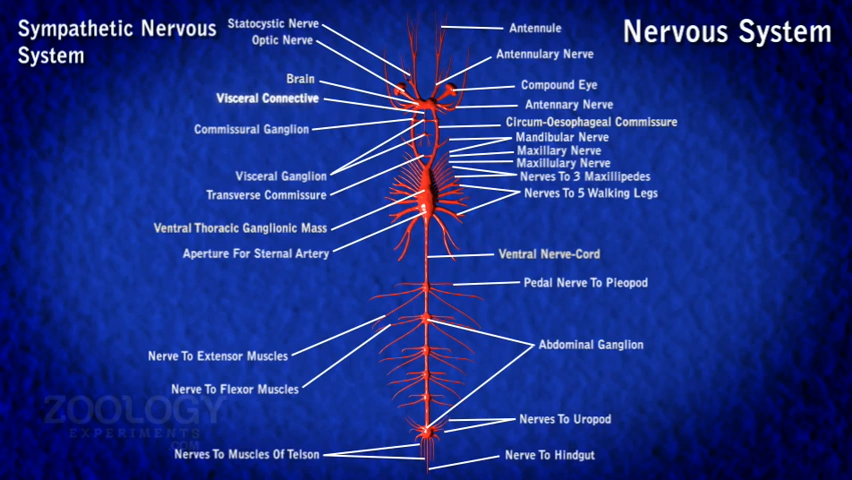 Sympathetic Nervous
System
Nervous System
Statocystic Nerve
Optic Nerve
Brain
Visceral Connective
Commissural Ganglion
Visceral Ganglion
Transverse Commissure
Ventral Thoracic Ganglionic Mass
Aperture For Sternal Artery
Nerve To Extensor Muscles
Nerve To Flexor Muscles
Nerves To Muscles Of Telson
Antennule
Antennulary Nerve
Compound Eye
Antennary Nerve
Circum-Oesophageal Commissure
Mandibular Nerve
Maxillary Nerve
Maxillulary Nerve
Nerves To 3 Maxillipedes
Nerves To 5 Walking Legs
Ventral Nerve-Cord
Pedal Nerve To Pleopod
Abdominal Ganglion
Nerves To Uropod
Nerve To Hindgut
ZOOLOGY
EXPERIMENTS
.COM